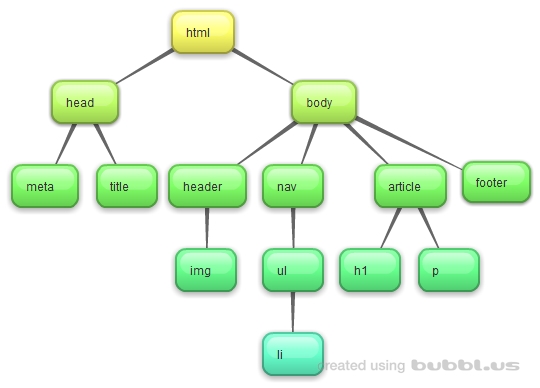 html
head
body
meta
title
header
nav
article
footer
img
ul
h1
p
li
created using bubbl.us